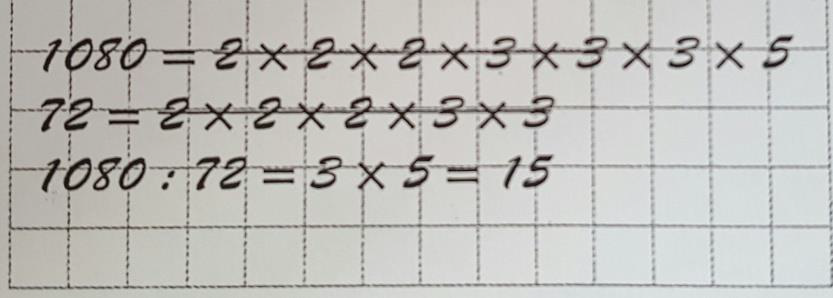 1080 = 2 × 2 × 2 × 3 × 3 × 3 × 5
72 = 2 × 2 × 2 × 3 × 3
1080 : 72 = 3 × 5 = 15